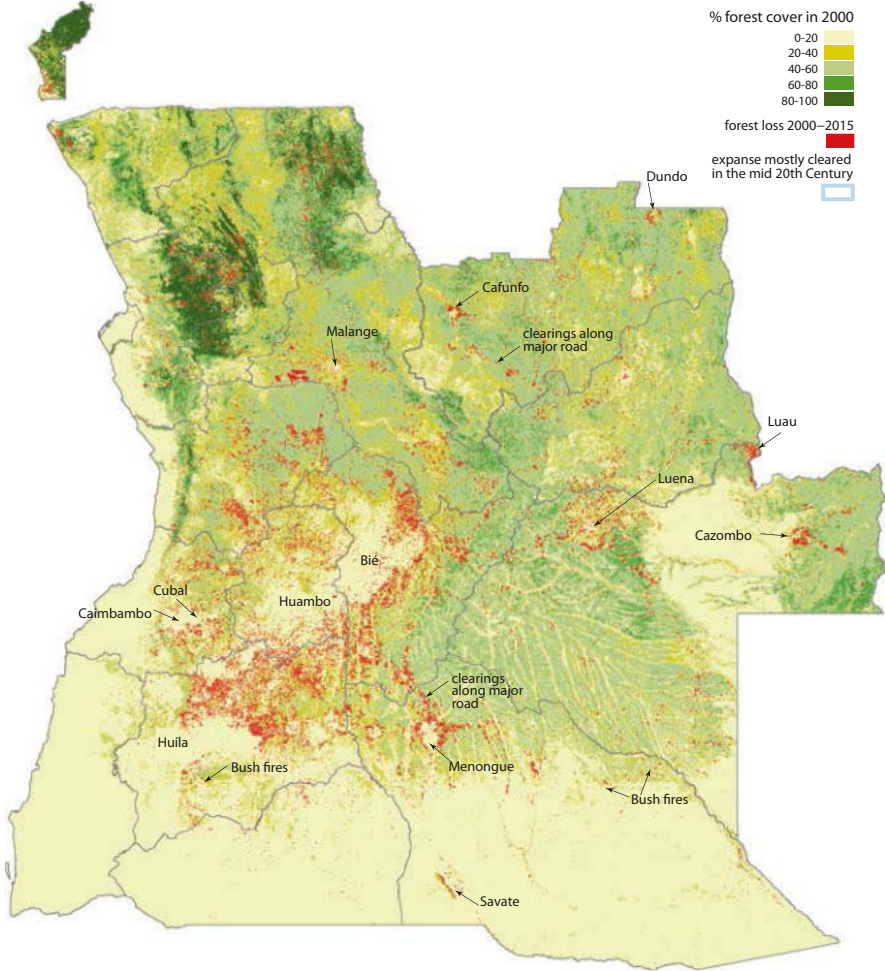 % forest cover in 2000
0-20
20-40
40-60
60-80
80-100
forest loss 2000–2015
expanse mostly cleared
in the mid 20th Century
Dundo
Cafunfo
clearings along
major road
Malange
Luau
Luena
Cazombo
Bié
Cubal
Huambo
Caimbambo
clearings
along major
road
Huíla
Menongue
Bush fires
Bush fires
Savate